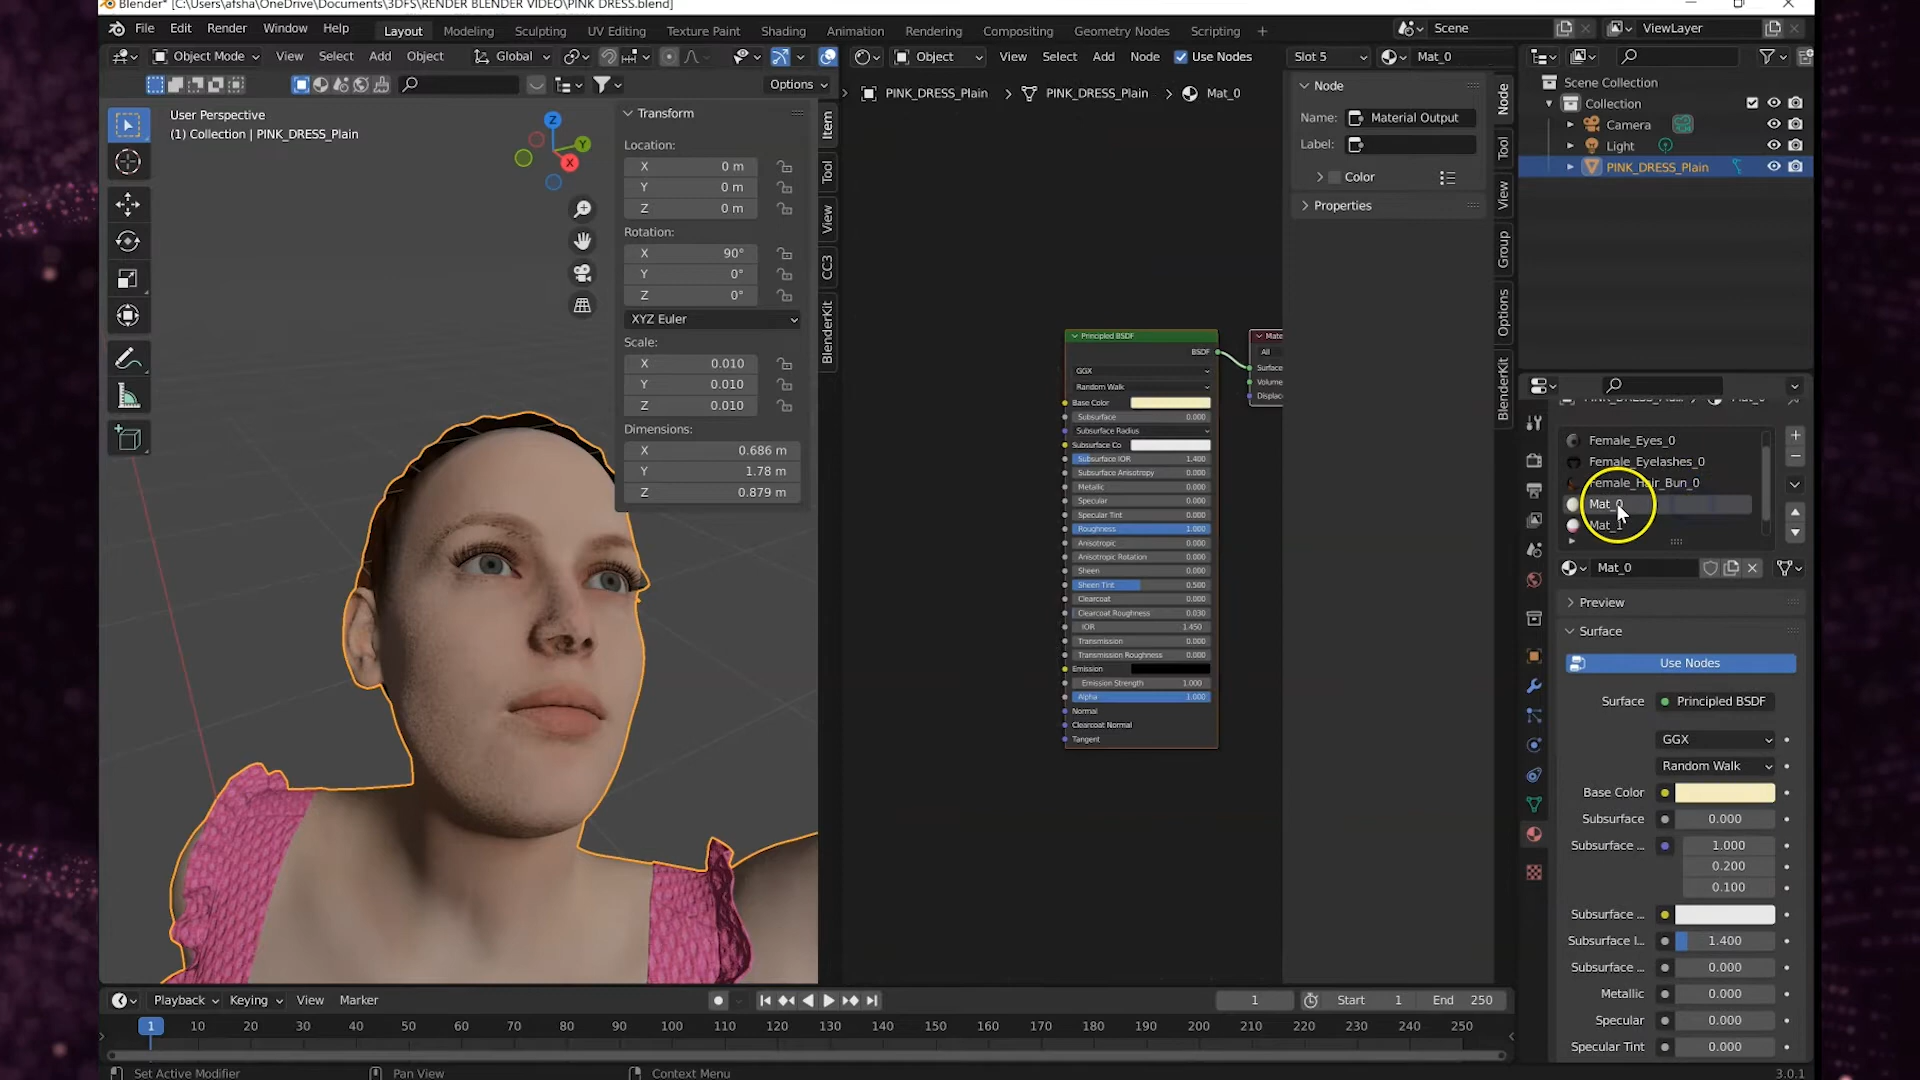 Blender* [C:\Users\afsha\OneDrive\Documents\3DFS\RENDER BLENDER VIDEO\PINK DRESS.blend]
File Edit Render Window Help Layout Modeling Sculpting UV Editing Texture Paint Shading Animation Rendering Compositing Geometry Nodes Scripting + Scene ViewLayer
Object Mode View Select Add Object Global Object View Select Add Node Use Nodes Slot 5 Mat_0
Options
PINK_DRESS_Plain > PINK_DRESS_Plain > Mat_0
User Perspective
(1) Collection | PINK_DRESS_Plain
Z
Y
X
Transform
Location:
X 0 m
Y 0 m
Z 0 m
Rotation:
X 90°
Y 0°
Z 0°
XYZ Euler
Scale:
X 0.010
Y 0.010
Z 0.010
Dimensions:
X 0.686 m
Y 1.78 m
Z 0.879 m
Item
Tool
View
CC3
BlenderKit
Principled BSDF
BSDF
GGX
Random Walk
Base Color
Subsurface 0.000
Subsurface Radius
Subsurface Co
Subsurface IOR 1.400
Subsurface Anisotropy 0.000
Metallic 0.000
Specular 0.000
Specular Tint 0.000
Roughness 1.000
Anisotropic 0.000
Anisotropic Rotation 0.000
Sheen 0.000
Sheen Tint 0.500
Clearcoat 0.000
Clearcoat Roughness 0.030
IOR 1.450
Transmission 0.000
Transmission Roughness 0.000
Emission
Emission Strength 1.000
Alpha 1.000
Normal
Clearcoat Normal
Tangent
Mate
All
Surface
Volume
Displac
Node
Name: Material Output
Label:
Color
Properties
Node
Tool
View
Group
Options
BlenderKit
Scene Collection
Collection
Camera
Light
PINK_DRESS_Plain
Female_Eyes_0
Female_Eyelashes_0
Female_Hair_Bun_0
Mat_0
Mat_1
Mat_0
Preview
Surface
Use Nodes
Surface Principled BSDF
GGX
Random Walk
Base Color
Subsurface 0.000
Subsurface ... 1.000
0.200
0.100
Subsurface ...
Subsurface I... 1.400
Subsurface ... 0.000
Metallic 0.000
Specular 0.000
Specular Tint 0.000
Playback Keying View Marker 1 Start 1 End 250
1 10 20 30 40 50 60 70 80 90 100 110 120 130 140 150 160 170 180 190 200 210 220 230 240 250
Set Active Modifier Pan View Context Menu 3.0.1